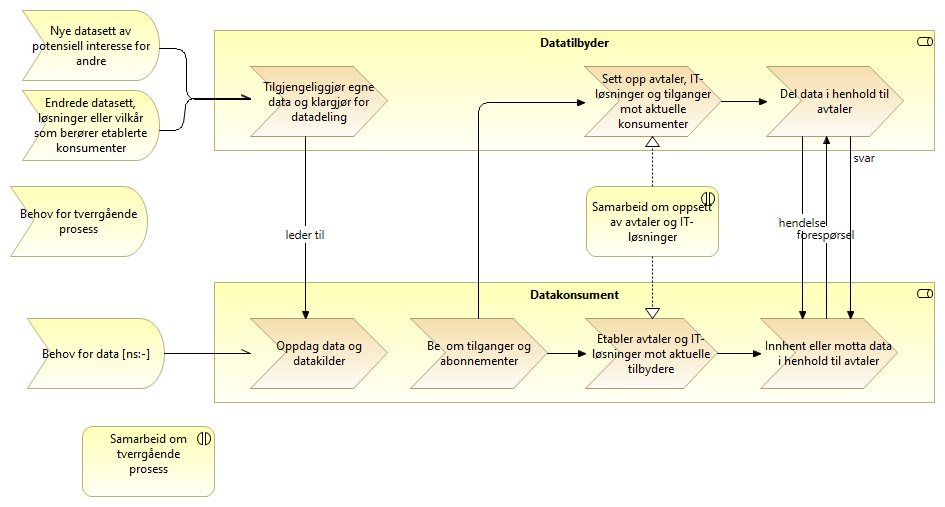 Nye datasett av
potensiell interesse for
andre
Endrede datasett,
løsninger eller vilkår
som berører etablerte
konsumenter
Behov for tverrgående
prosess
Behov for data [ns:-]
Datatilbyder
Tilgjengeliggjør egne
data og klargjør for
datadeling
Sett opp avtaler, IT-
løsninger og tilganger
mot aktuelle
konsumenter
Del data i henhold til
avtaler
leder til
Samarbeid om oppsett
av avtaler og IT-
løsninger
svar
hendelse
forespørsel
Datakonsument
Oppdag data og
datakilder
Be om tilganger og
abonnementer
Etabler avtaler og IT-
løsninger mot aktuelle
tilbydere
Innhent eller motta data
i henhold til avtaler
Samarbeid om
tverrgående
prosess